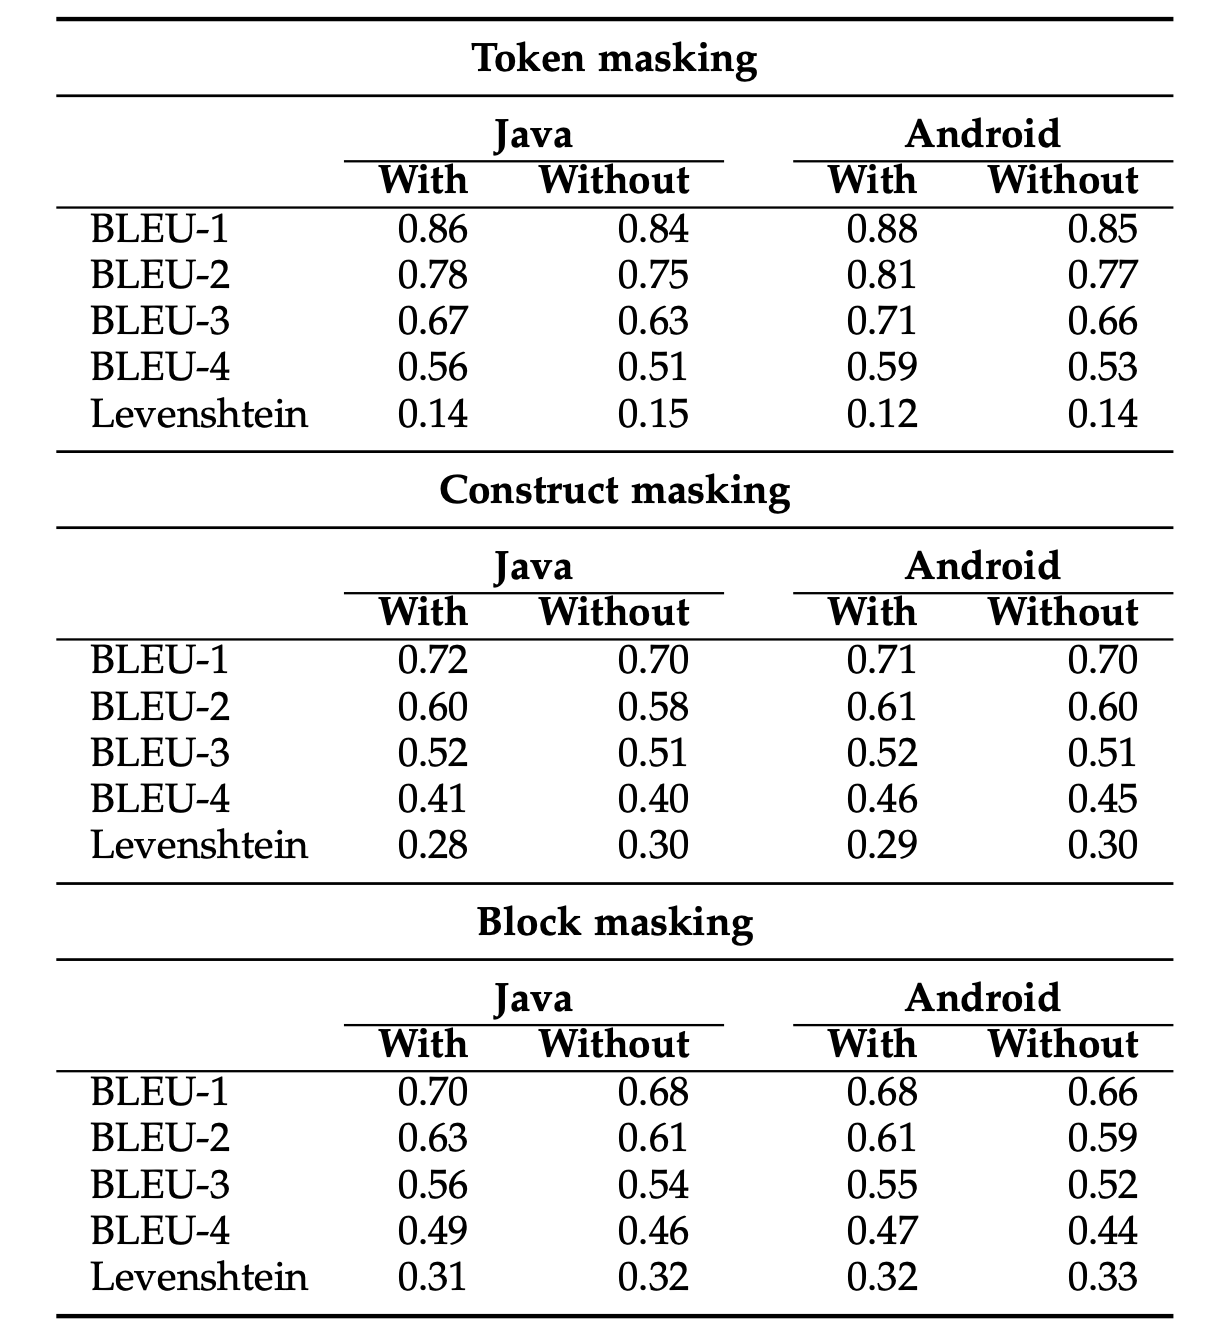 Token masking
Java Android
With Without With Without
BLEU-1 0.86 0.84 0.88 0.85
BLEU-2 0.78 0.75 0.81 0.77
BLEU-3 0.67 0.63 0.71 0.66
BLEU-4 0.56 0.51 0.59 0.53
Levenshtein 0.14 0.15 0.12 0.14
Construct masking
Java Android
With Without With Without
BLEU-1 0.72 0.70 0.71 0.70
BLEU-2 0.60 0.58 0.61 0.60
BLEU-3 0.52 0.51 0.52 0.51
BLEU-4 0.41 0.40 0.46 0.45
Levenshtein 0.28 0.30 0.29 0.30
Block masking
Java Android
With Without With Without
BLEU-1 0.70 0.68 0.68 0.66
BLEU-2 0.63 0.61 0.61 0.59
BLEU-3 0.56 0.54 0.55 0.52
BLEU-4 0.49 0.46 0.47 0.44
Levenshtein 0.31 0.32 0.32 0.33